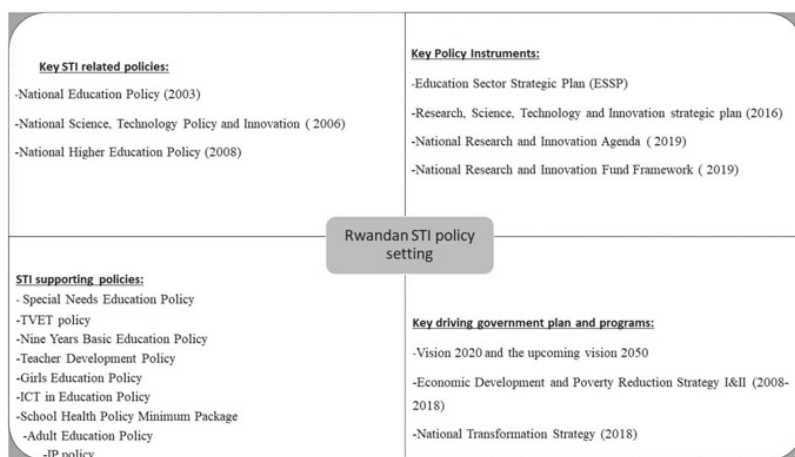 Key STI related policies:
-National Education Policy (2003)
-National Science, Technology Policy and Innovation ( 2006)
-National Higher Education Policy (2008)
Key Policy Instruments:
-Education Sector Strategic Plan (ESSP)
-Research, Science, Technology and Innovation strategic plan (2016)
-National Research and Innovation Agenda ( 2019)
-National Research and Innovation Fund Framework ( 2019)
Rwandan STI policy
setting
STI supporting policies:
- Special Needs Education Policy
-TVET policy
-Nine Years Basic Education Policy
-Teacher Development Policy
-Girls Education Policy
-ICT in Education Policy
-School Health Policy Minimum Package
-Adult Education Policy
-IP policy
Key driving government plan and programs:
-Vision 2020 and the upcoming vision 2050
-Economic Development and Poverty Reduction Strategy I&II (2008-
2018)
-National Transformation Strategy (2018)